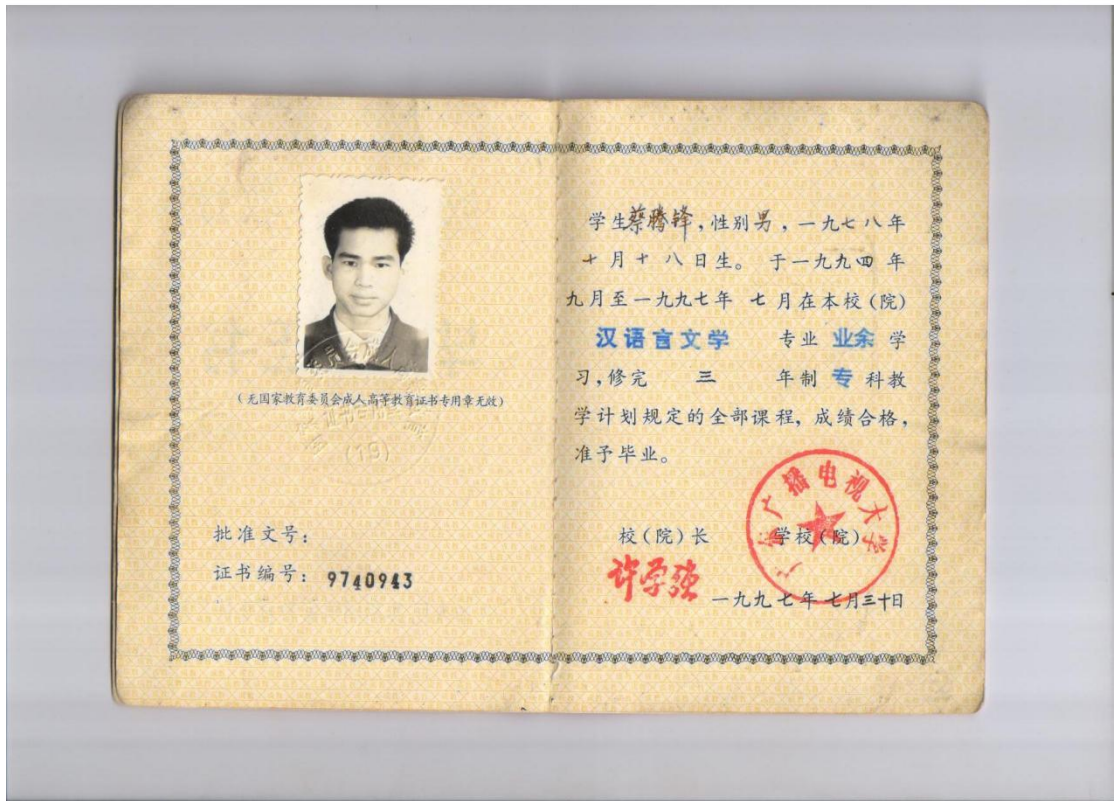 (无国家教育委员会成人高等教育证书专用章无效)
(19)
批准文号：
证书编号：9740943
学生蔡腾锋，性别男，一九七八年
十月十八日生。于一九九四年
九月至一九九七年 七月在本校(院)
汉语言文学 专业 业余 学
习，修完 三 年制 专 科教
学计划规定的全部课程，成绩合格，
准予毕业。
校(院)长 学校(院)
许学强
广东广播电视大学
一九九七年七月三十日